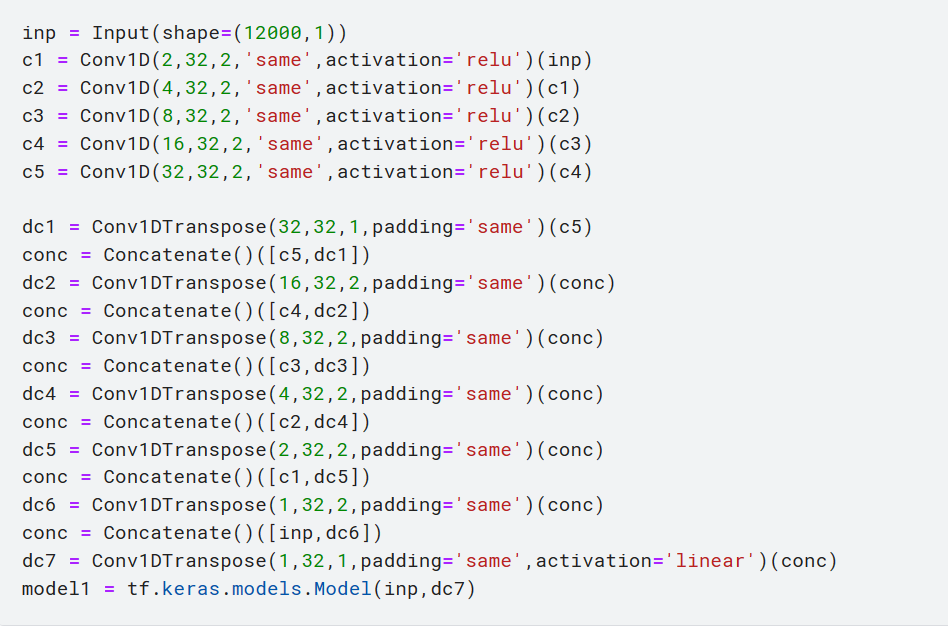 inp = Input(shape=(12000,1))
c1 = Conv1D(2,32,2,'same',activation='relu')(inp)
c2 = Conv1D(4,32,2,'same',activation='relu')(c1)
c3 = Conv1D(8,32,2,'same',activation='relu')(c2)
c4 = Conv1D(16,32,2,'same',activation='relu')(c3)
c5 = Conv1D(32,32,2,'same',activation='relu')(c4)

dc1 = Conv1DTranspose(32,32,1,padding='same')(c5)
conc = Concatenate()([c5,dc1])
dc2 = Conv1DTranspose(16,32,2,padding='same')(conc)
conc = Concatenate()([c4,dc2])
dc3 = Conv1DTranspose(8,32,2,padding='same')(conc)
conc = Concatenate()([c3,dc3])
dc4 = Conv1DTranspose(4,32,2,padding='same')(conc)
conc = Concatenate()([c2,dc4])
dc5 = Conv1DTranspose(2,32,2,padding='same')(conc)
conc = Concatenate()([c1,dc5])
dc6 = Conv1DTranspose(1,32,2,padding='same')(conc)
conc = Concatenate()([inp,dc6])
dc7 = Conv1DTranspose(1,32,1,padding='same',activation='linear')(conc)
model1 = tf.keras.models.Model(inp,dc7)